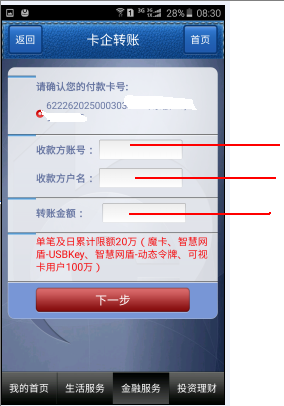 3G 3G 1X 28% 08:30
返回 卡企转账 首页
请确认您的付款卡号:
622262025000303
收款方账号:
收款方户名:
转账金额:
单笔及日累计限额20万(魔卡、智慧网
盾-USBKey、智慧网盾-动态令牌、可视
卡用户100万)
下一步
我的首页 生活服务 金融服务 投资理财